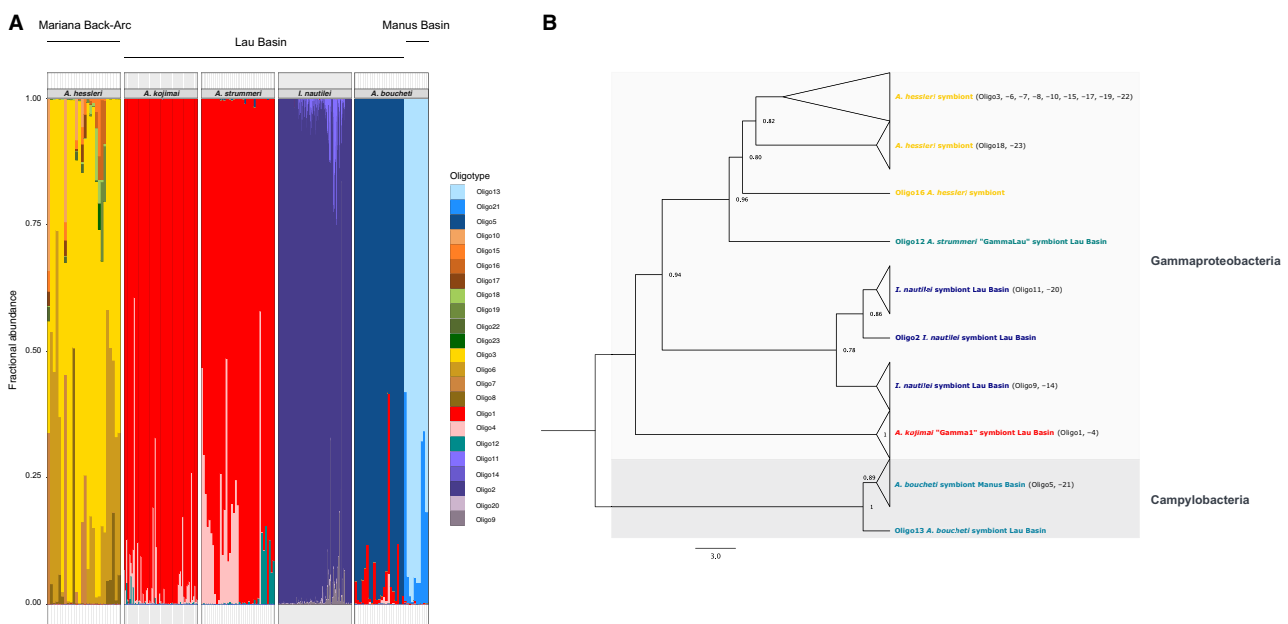 A
Mariana Back-Arc
Manus Basin
Lau Basin
A. hessleri
A. kojimai
A. strummeri
I. nautilei
A. boucheti
1.00
0.75
0.50
0.25
0.00
Fractional abundance
Oligotype
Oligo13
Oligo21
Oligo5
Oligo10
Oligo15
Oligo16
Oligo17
Oligo18
Oligo19
Oligo22
Oligo23
Oligo3
Oligo6
Oligo7
Oligo8
Oligo1
Oligo4
Oligo12
Oligo11
Oligo14
Oligo2
Oligo20
Oligo9
B
A. hessleri symbiont (Oligo3, −6, −7, −8, −10, −15, −17, −19, −22)
0.82
A. hessleri symbiont (Oligo18, −23)
0.80
Oligo16 A. hessleri symbiont
0.96
Oligo12 A. strummeri "GammaLau" symbiont Lau Basin
Gammaproteobacteria
0.94
I. nautilei symbiont Lau Basin (Oligo11, −20)
0.86
Oligo2 I. nautilei symbiont Lau Basin
0.78
I. nautilei symbiont Lau Basin (Oligo9, −14)
A. kojimai "Gamma1" symbiont Lau Basin (Oligo1, −4)
1
0.89
A. boucheti symbiont Manus Basin (Oligo5, −21)
Campylobacteria
1
Oligo13 A. boucheti symbiont Lau Basin
3.0